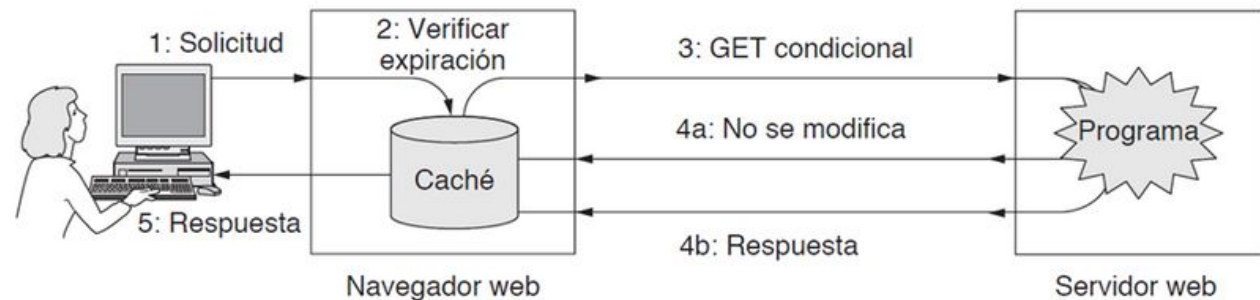 1: Solicitud
2: Verificar
expiración
3: GET condicional
4a: No se modifica
Programa
Caché
5: Respuesta
4b: Respuesta
Navegador web
Servidor web